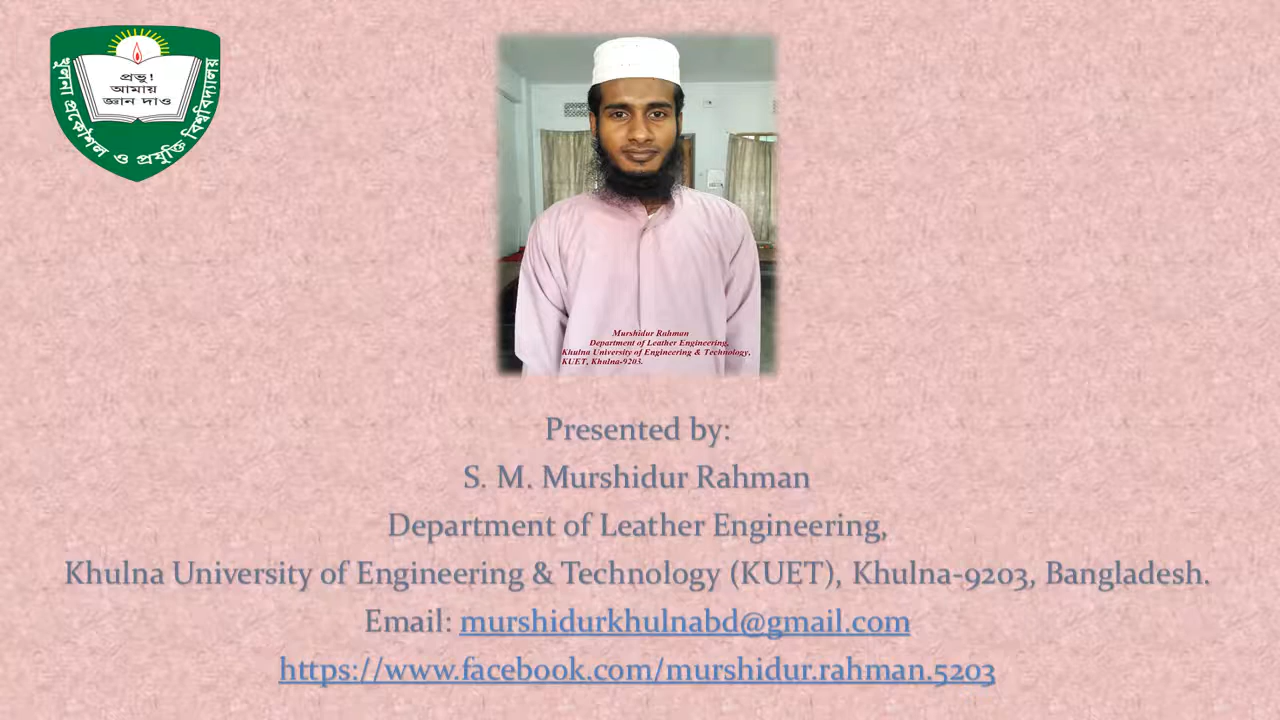 প্রভু!
আমায়
জ্ঞান দাও
খুলনা প্রকৌশল ও প্রযুক্তি বিশ্ববিদ্যালয়
Murshidur Rahman
Department of Leather Engineering,
Khulna University of Engineering & Technology,
KUET, Khulna-9203.
Presented by:
S. M. Murshidur Rahman
Department of Leather Engineering,
Khulna University of Engineering & Technology (KUET), Khulna-9203, Bangladesh.
Email: murshidurkhulnabd@gmail.com
https://www.facebook.com/murshidur.rahman.5203